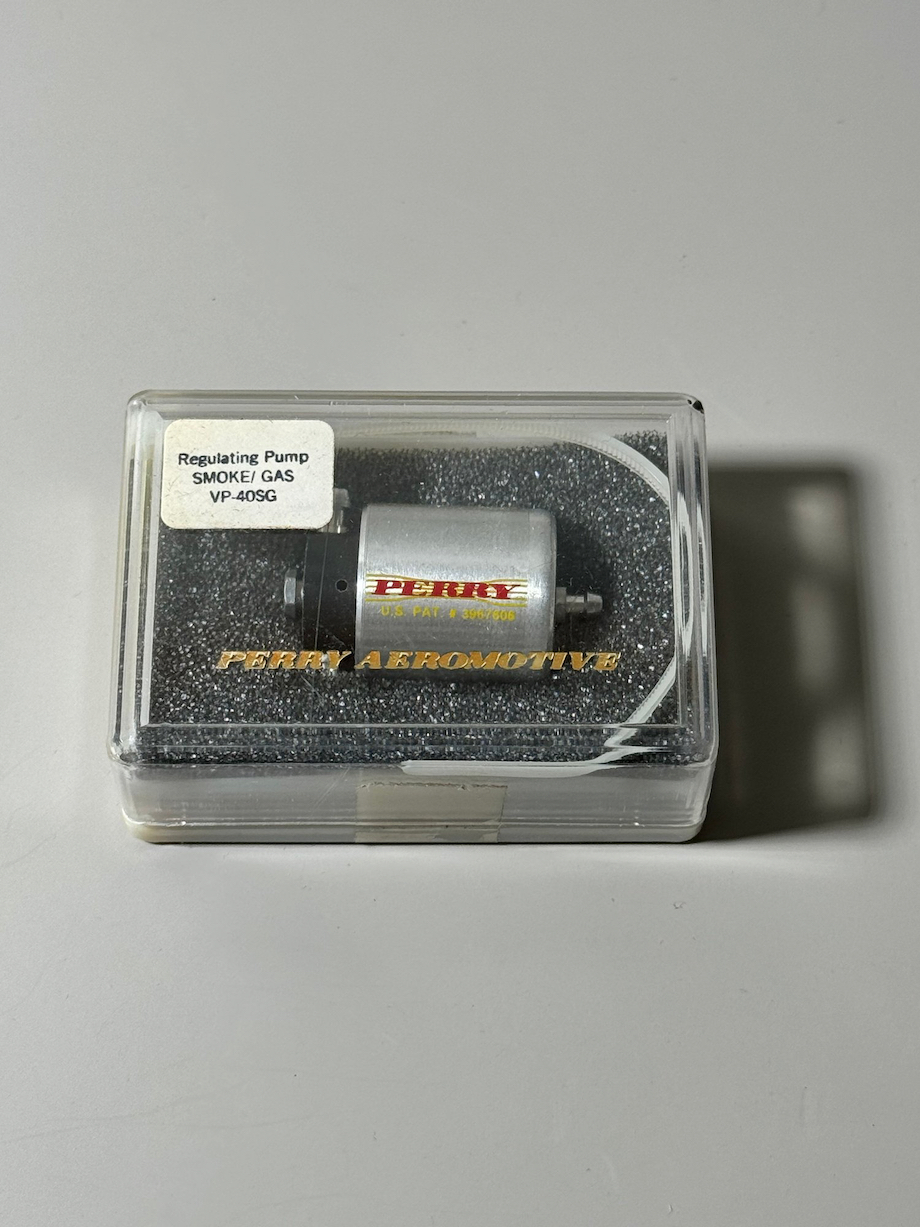 Regulating Pump
SMOKE/ GAS
VP-40SG
PERRY
U.S. PAT. #
PERRY AEROMOTIVE